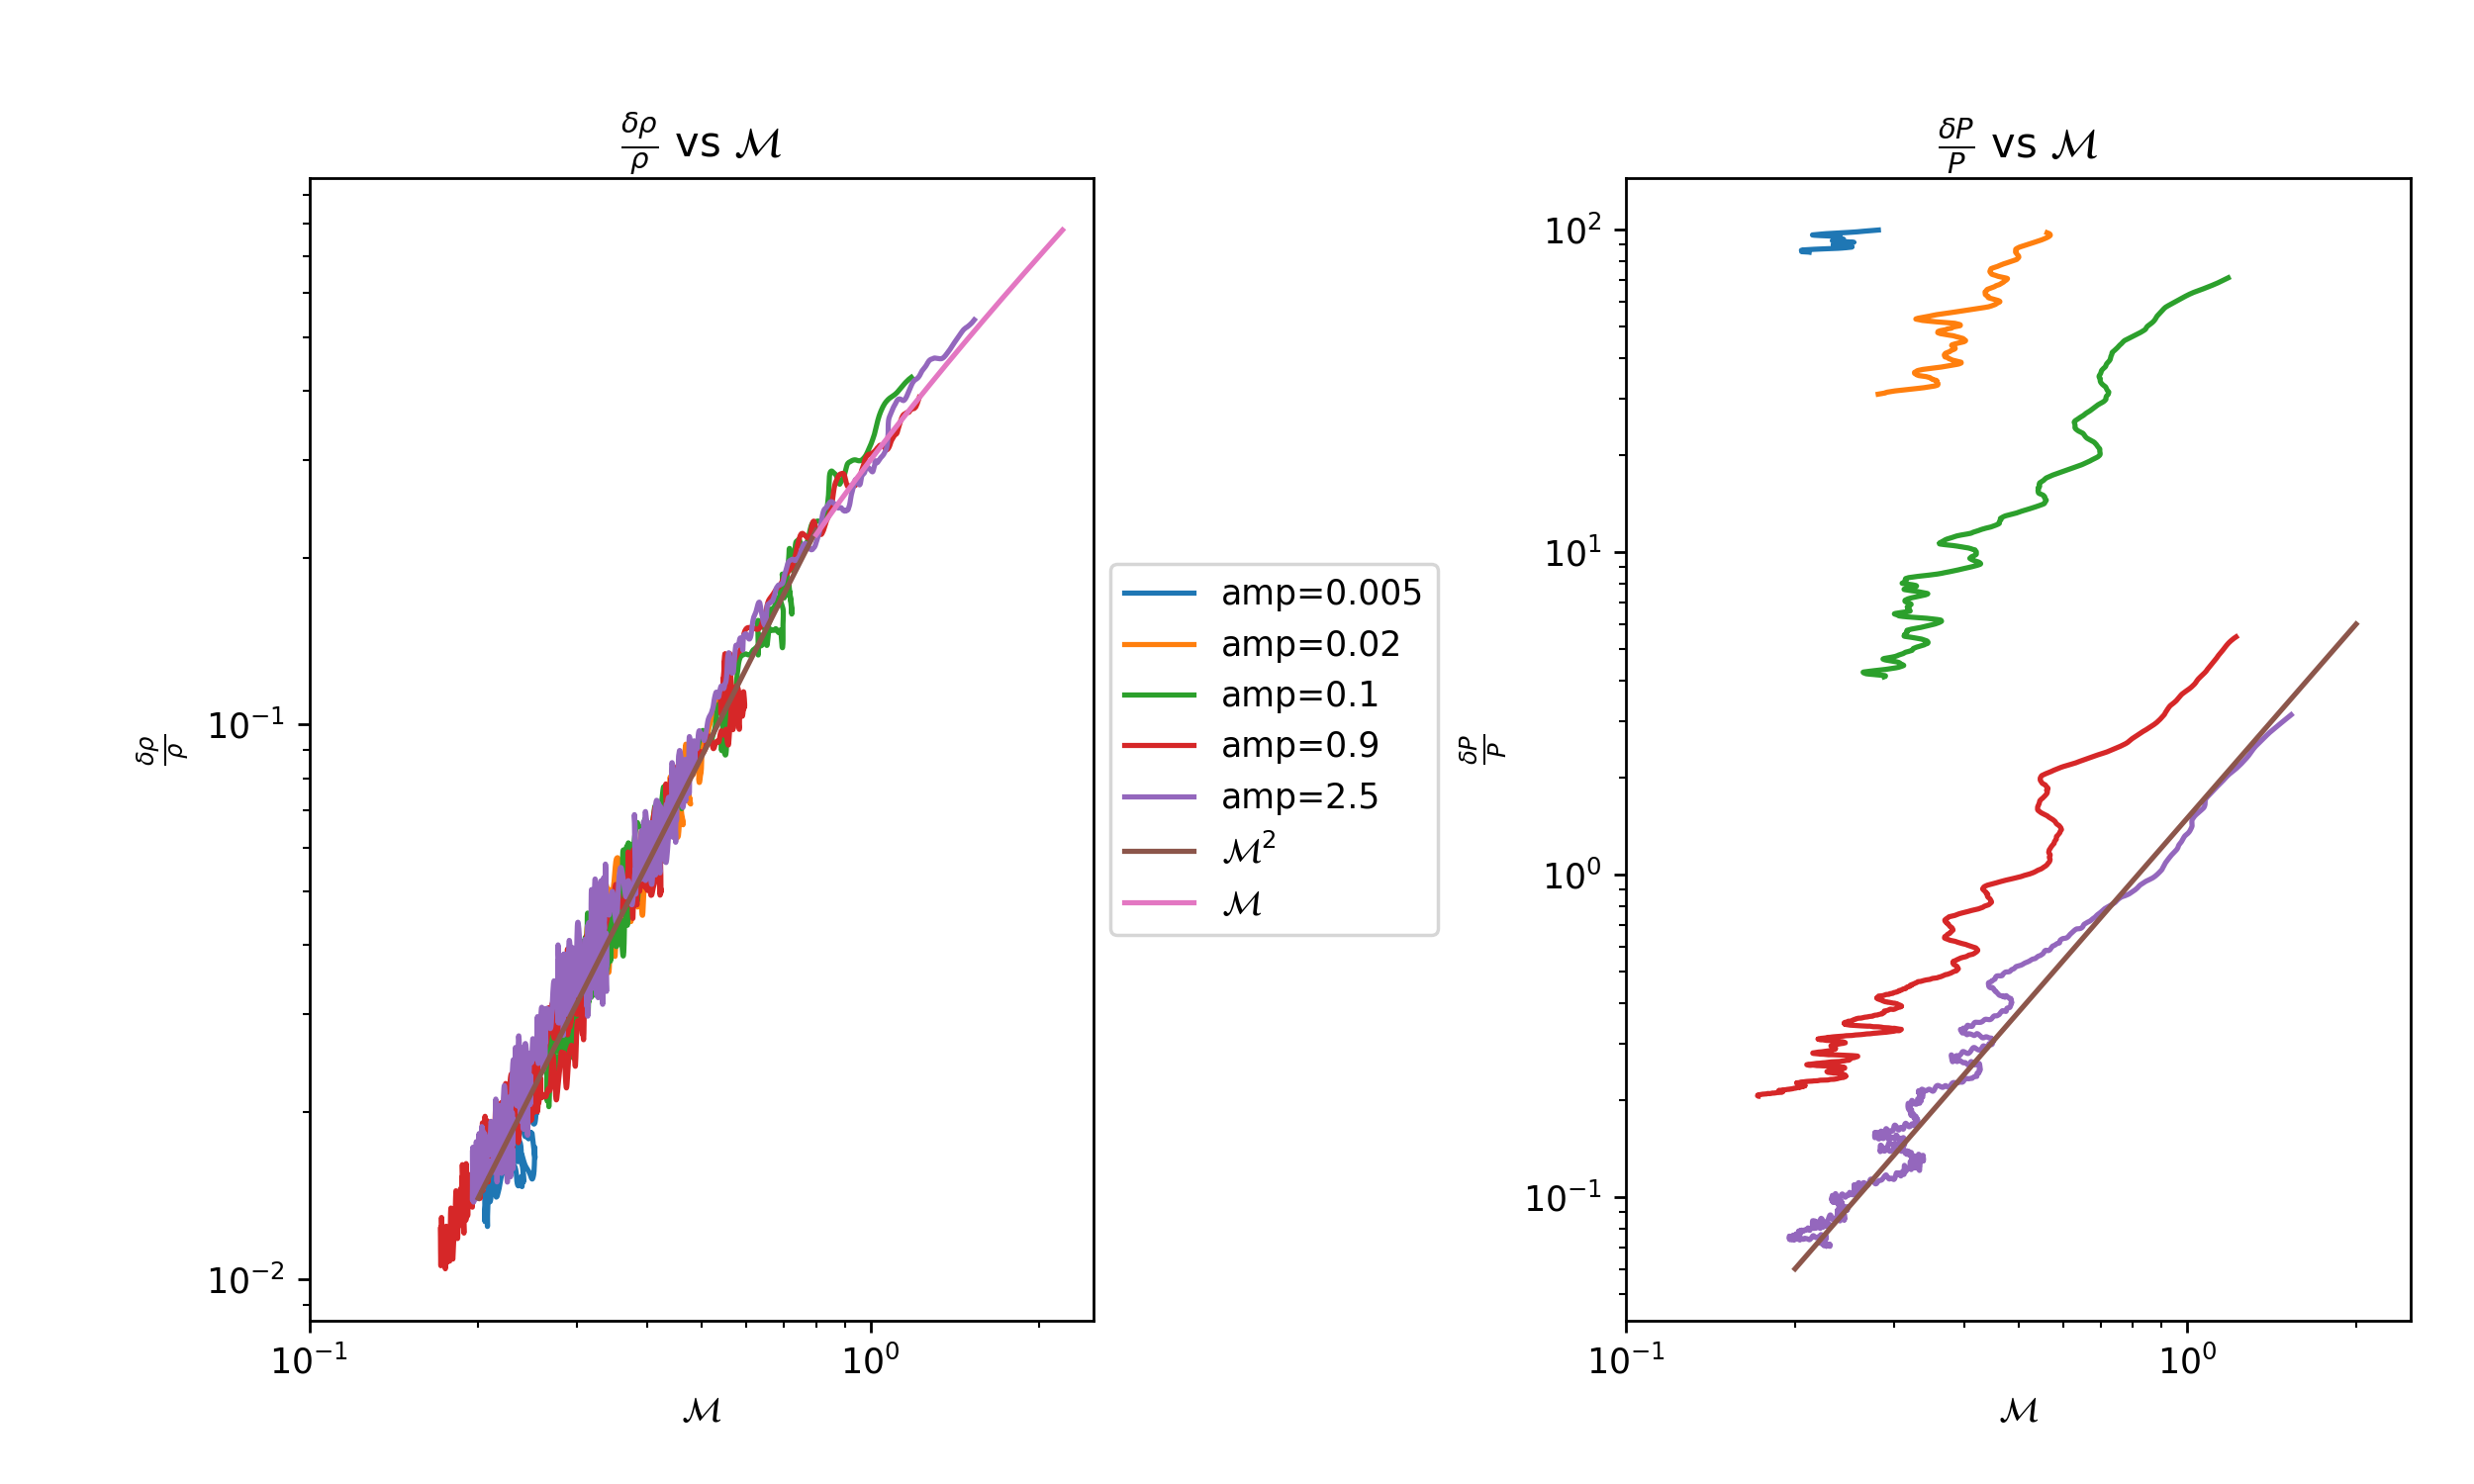 δρ/ρ vs ℳ
δρ/ρ
10⁻¹
10⁻²
10⁻¹ 10⁰
ℳ
amp=0.005
amp=0.02
amp=0.1
amp=0.9
amp=2.5
ℳ²
ℳ
δP/P vs ℳ
δP/P
10²
10¹
10⁰
10⁻¹
10⁻¹ 10⁰
ℳ